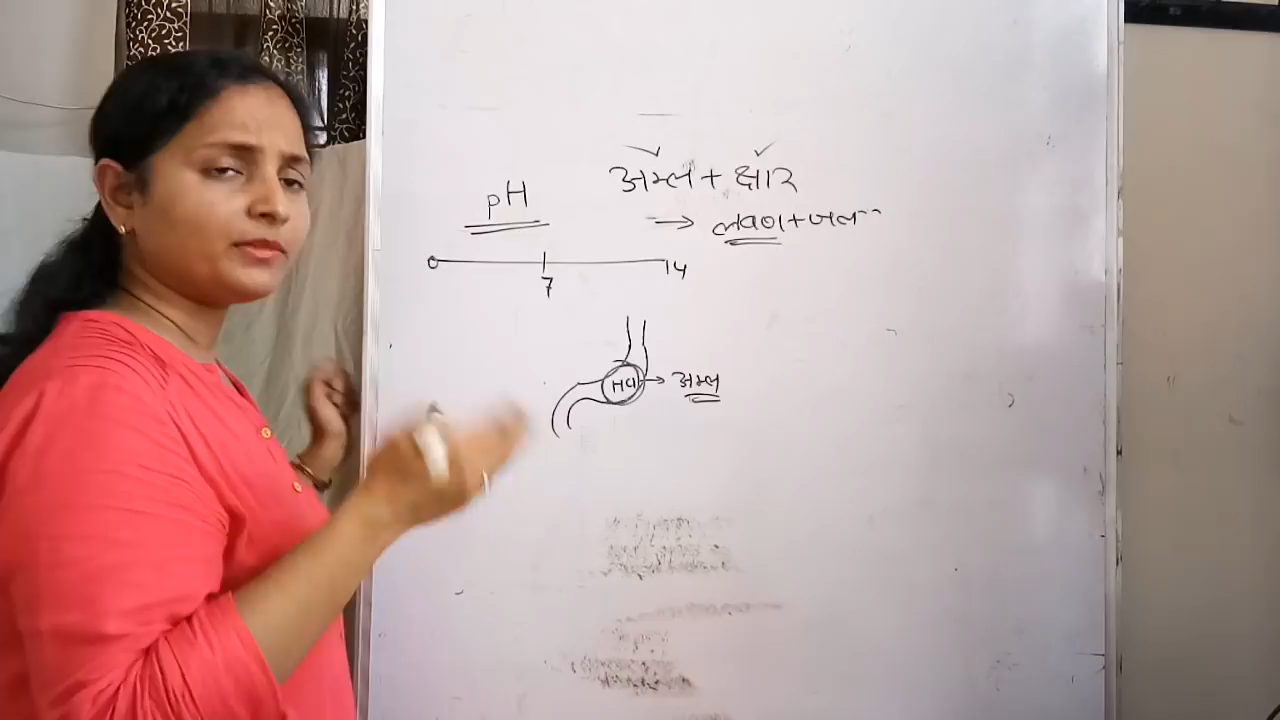 pH
अम्ल + क्षार
→ लवण + जल
0 7 14
HCl → अम्ल